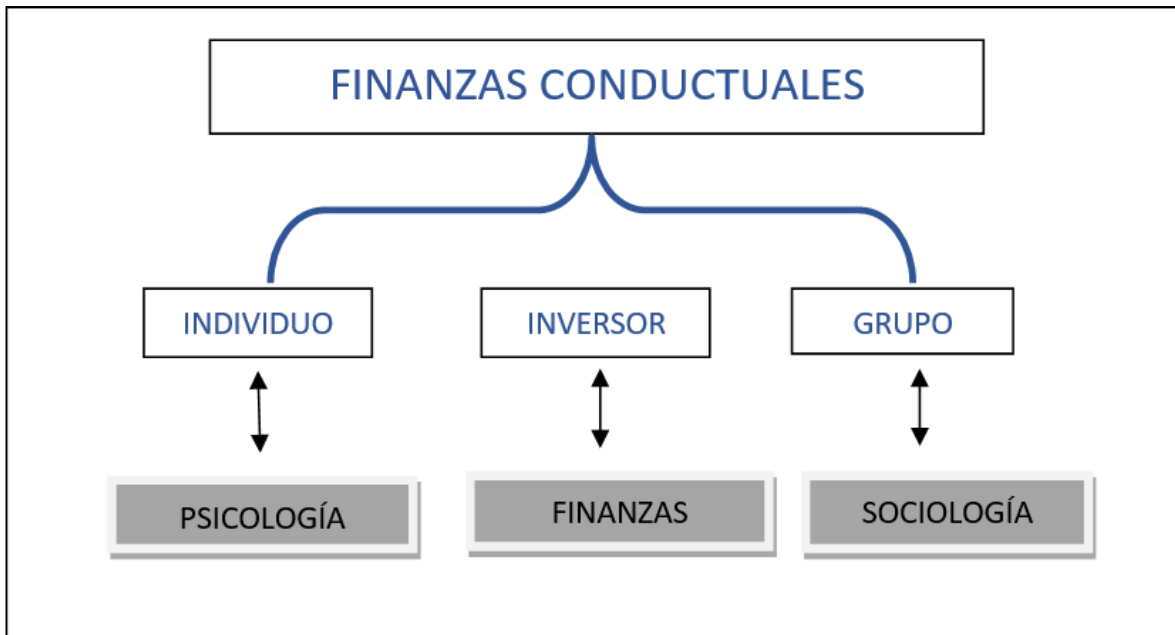 FINANZAS CONDUCTUALES
INDIVIDUO
INVERSOR
GRUPO
PSICOLOGÍA
FINANZAS
SOCIOLOGÍA